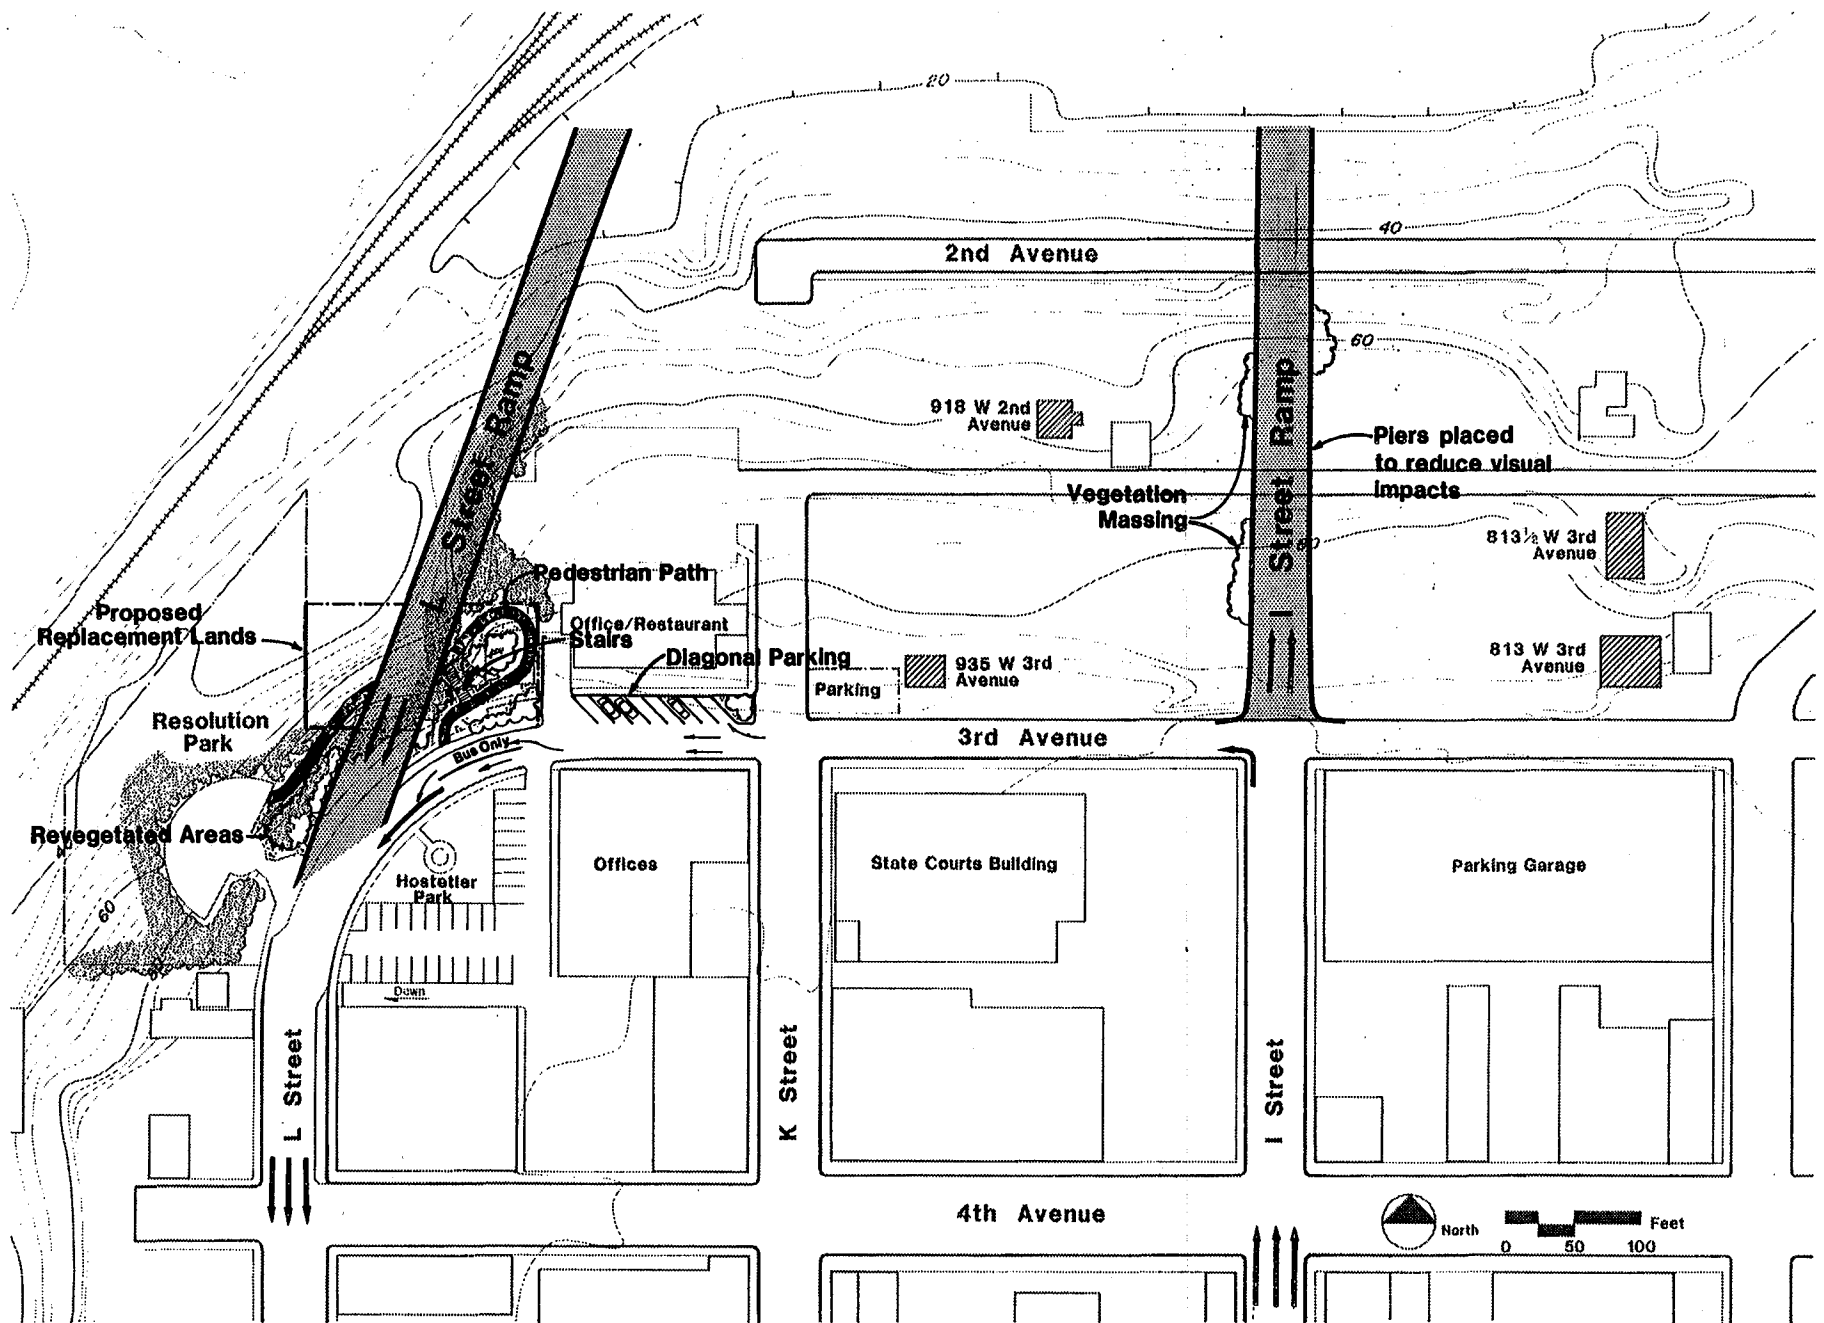 20
40
2nd Avenue
60
918 W 2nd
Avenue
Piers placed
to reduce visual
impacts
Vegetation
Massing
I Street Ramp
L Street Ramp
813½ W 3rd
Avenue
Pedestrian Path
Proposed
Replacement Lands
Office/Restaurant
Stairs
Diagonal Parking
Parking
935 W 3rd
Avenue
813 W 3rd
Avenue
Resolution
Park
Bus Only
3rd Avenue
Revegetated Areas
Hostetler
Park
Offices
State Courts Building
Parking Garage
60
Down
L Street
K Street
I Street
4th Avenue
North
Feet
0 50 100